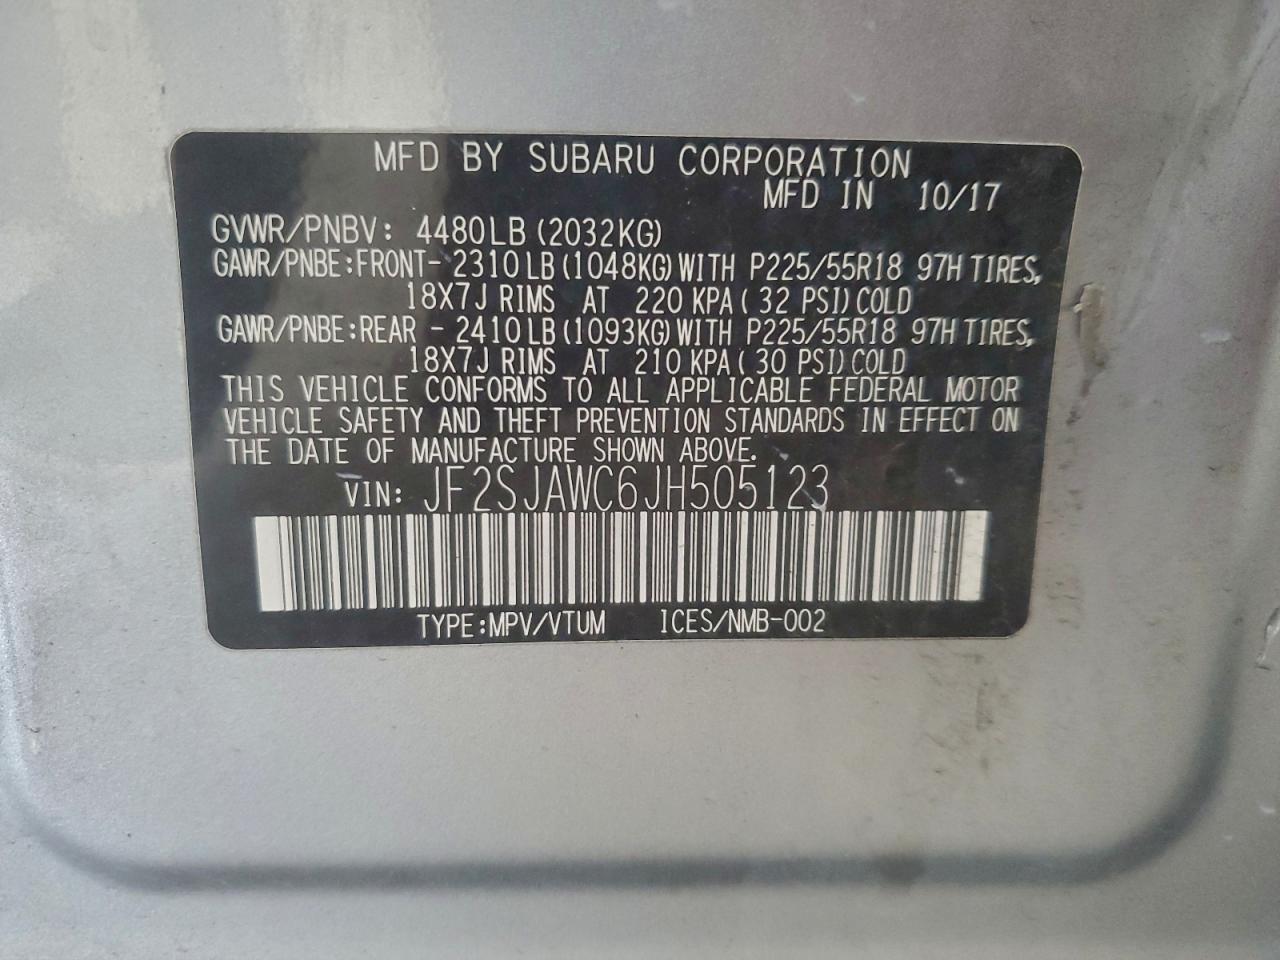 MFD BY SUBARU CORPORATION
MFD IN 10/17
GVWR/PNBV: 4480LB (2032KG)
GAWR/PNBE:FRONT- 2310LB(1048KG)WITH P225/55R18 97H TIRES,
18X7J RIMS AT 220 KPA( 32 PSI)COLD
GAWR/PNBE:REAR - 2410LB(1093KG)WITH P225/55R18 97H TIRES,
18X7J RIMS AT 210 KPA( 30 PSI)COLD
THIS VEHICLE CONFORMS TO ALL APPLICABLE FEDERAL MOTOR
VEHICLE SAFETY AND THEFT PREVENTION STANDARDS IN EFFECT ON
THE DATE OF MANUFACTURE SHOWN ABOVE.
VIN: JF2SJAWC6JH505123
TYPE:MPV/VTUM ICES/NMB-002